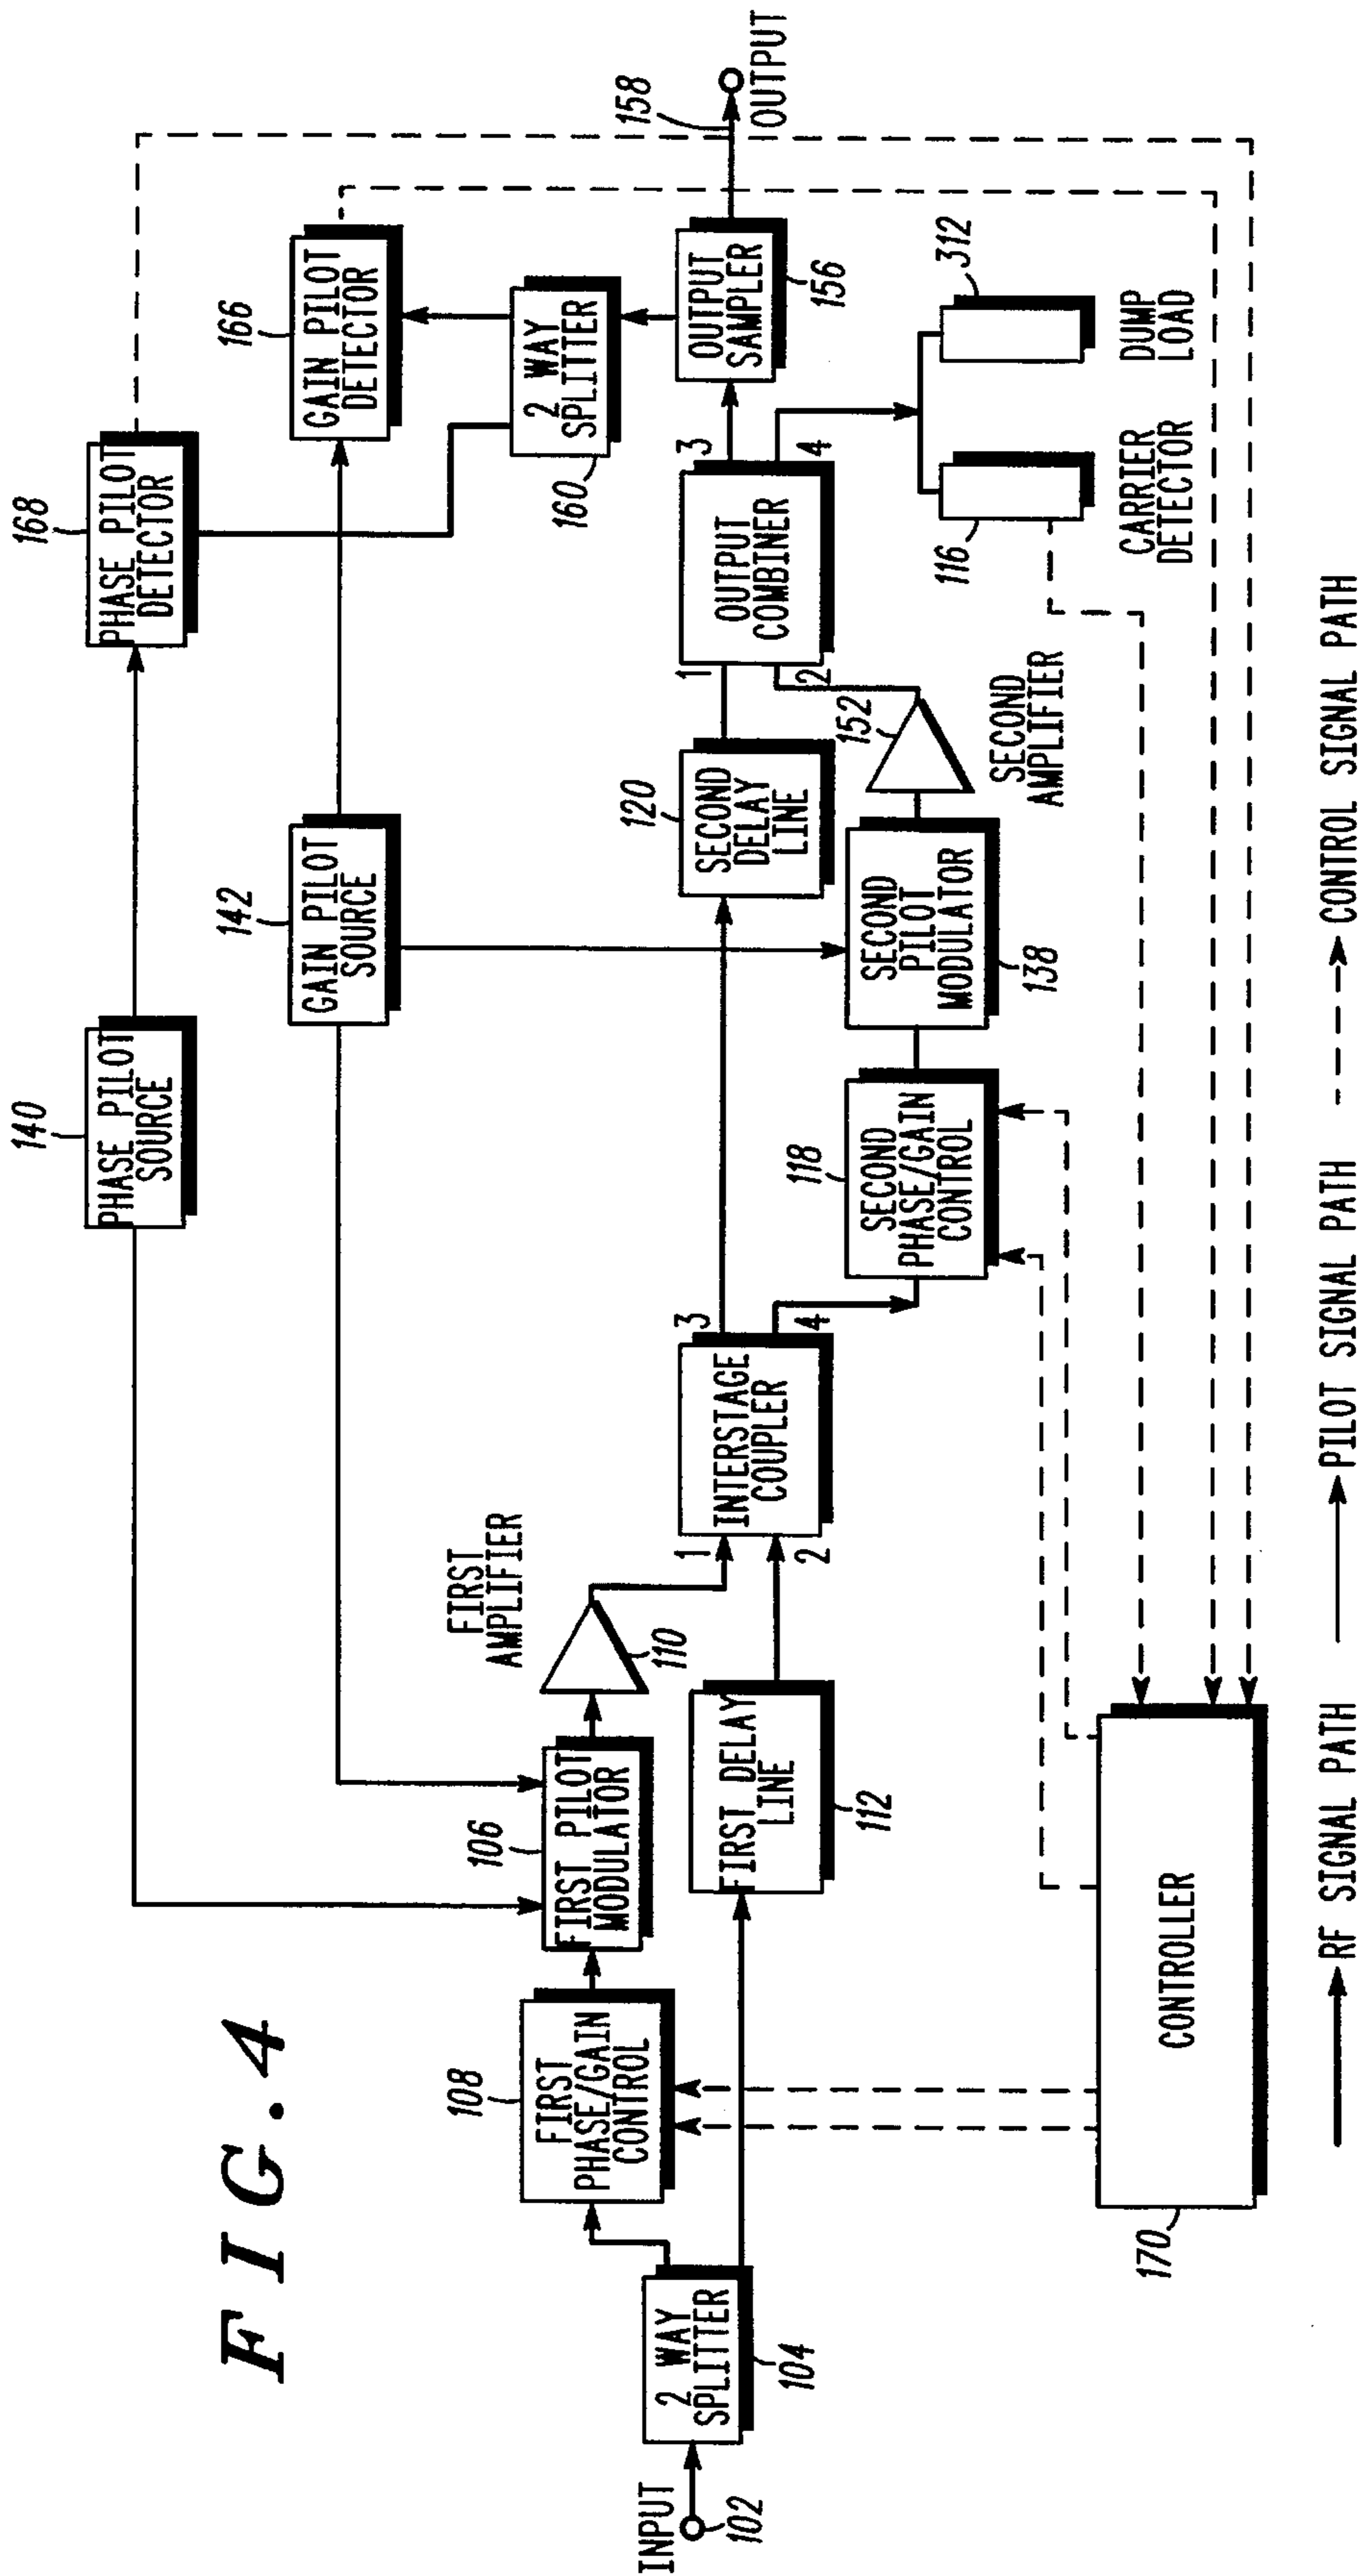 FIG. 4
140
PHASE PILOT
SOURCE
168
PHASE PILOT
DETECTOR
142
GAIN PILOT
SOURCE
166
GAIN PILOT
DETECTOR
2
WAY
SPLITTER
160
INPUT
102
2
WAY
SPLITTER
104
108
FIRST
PHASE/GAIN
CONTROL
106
FIRST PILOT
MODULATOR
FIRST
AMPLIFIER
110
FIRST DELAY
LINE
112
1
2
INTERSTAGE
COUPLER
3
4
118
SECOND
PHASE/GAIN
CONTROL
120
SECOND
DELAY
LINE
SECOND
PILOT
MODULATOR
138
152
SECOND
AMPLIFIER
1
2
OUTPUT
COMBINER
3
4
OUTPUT
SAMPLER
156
158
OUTPUT
116
CARRIER
DETECTOR
312
DUMP
LOAD
CONTROLLER
170
RF SIGNAL PATH
PILOT SIGNAL PATH
CONTROL SIGNAL PATH